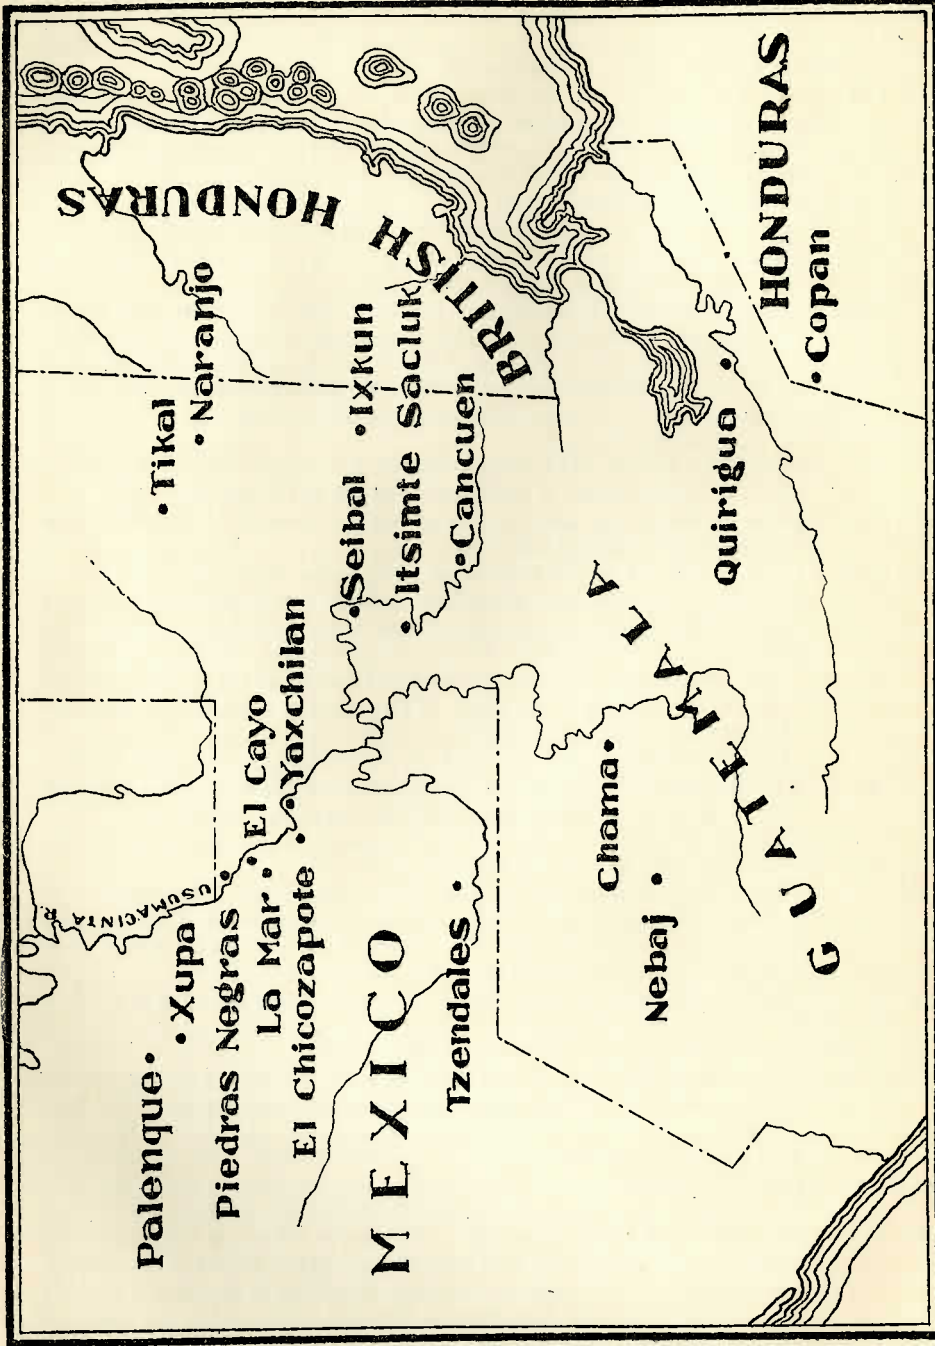 USUMACINTA R.
Palenque
Xupa
Piedras Negras
La Mar
El Cayo
El Chicozapote
Yaxchilan
MEXICO
Tzendales
Tikal
Naranjo
Seibal
Ixkun
Itsimte Sacluk
Cancuen
BRITISH HONDURAS
Chama
Nebaj
GUATEMALA
Quirigua
HONDURAS
Copan